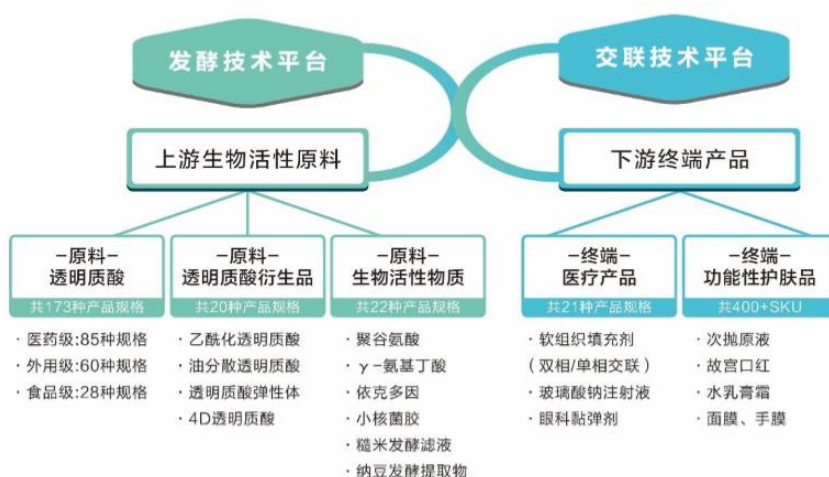 发酵技术平台
交联技术平台
上游生物活性原料
下游终端产品
-原料-
透明质酸
共173种产品规格
· 医药级:85种规格
· 外用级:60种规格
· 食品级:28种规格
-原料-
透明质酸衍生品
共20种产品规格
· 乙酰化透明质酸
· 油分散透明质酸
· 透明质酸弹性体
· 4D透明质酸
-原料-
生物活性物质
共22种产品规格
· 聚谷氨酸
· γ-氨基丁酸
· 依克多因
· 小核菌胶
· 糙米发酵滤液
· 纳豆发酵提取物
-终端-
医疗产品
共21种产品规格
· 软组织填充剂
（双相/单相交联）
· 玻璃酸钠注射液
· 眼科黏弹剂
-终端-
功能性护肤品
共400+SKU
· 次抛原液
· 故宫口红
· 水乳膏霜
· 面膜、手膜